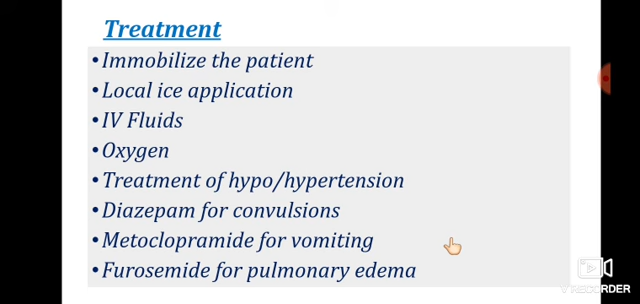 Treatment
•Immobilize the patient
•Local ice application
•IV Fluids
•Oxygen
•Treatment of hypo/hypertension
•Diazepam for convulsions
•Metoclopramide for vomiting
•Furosemide for pulmonary edema
V RECORDER